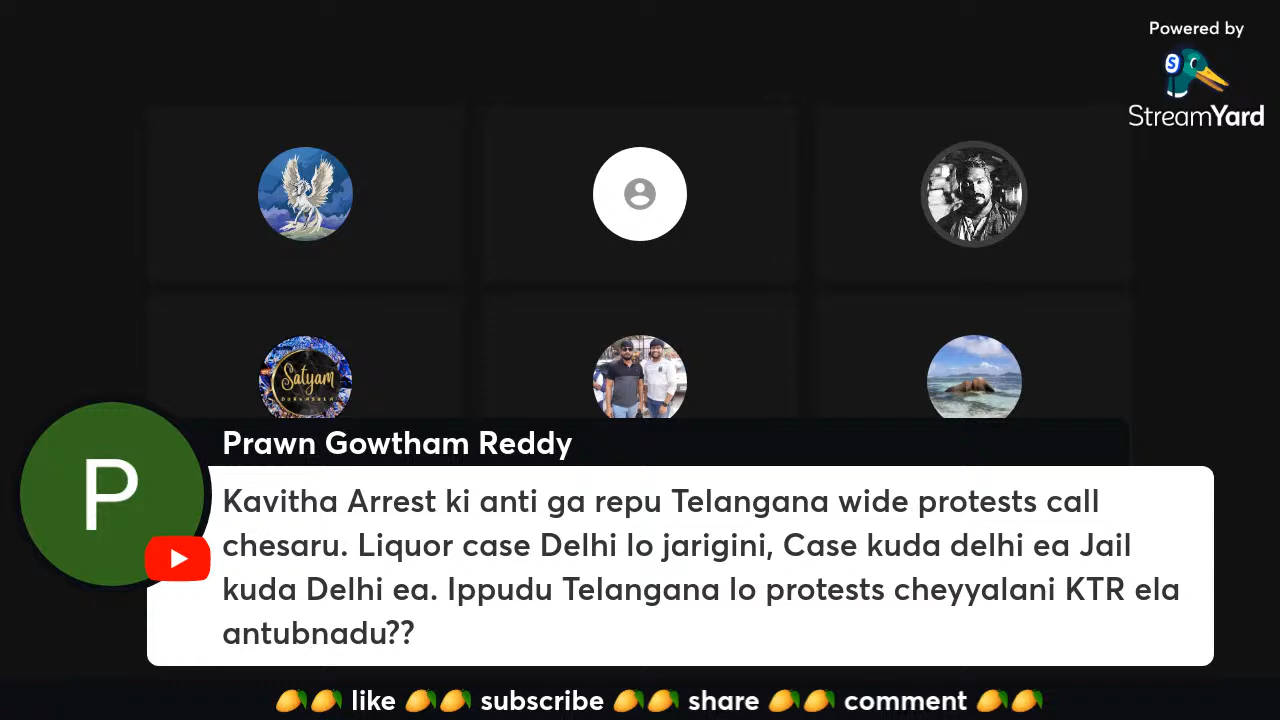 Powered by
StreamYard
Satyam
Prawn Gowtham Reddy
P
Kavitha Arrest ki anti ga repu Telangana wide protests call
chesaru. Liquor case Delhi lo jarigini, Case kuda delhi ea Jail
kuda Delhi ea. Ippudu Telangana lo protests cheyyalani KTR ela
antubnadu??
🥭🥭 like 🥭🥭 subscribe 🥭🥭 share 🥭🥭 comment 🥭🥭